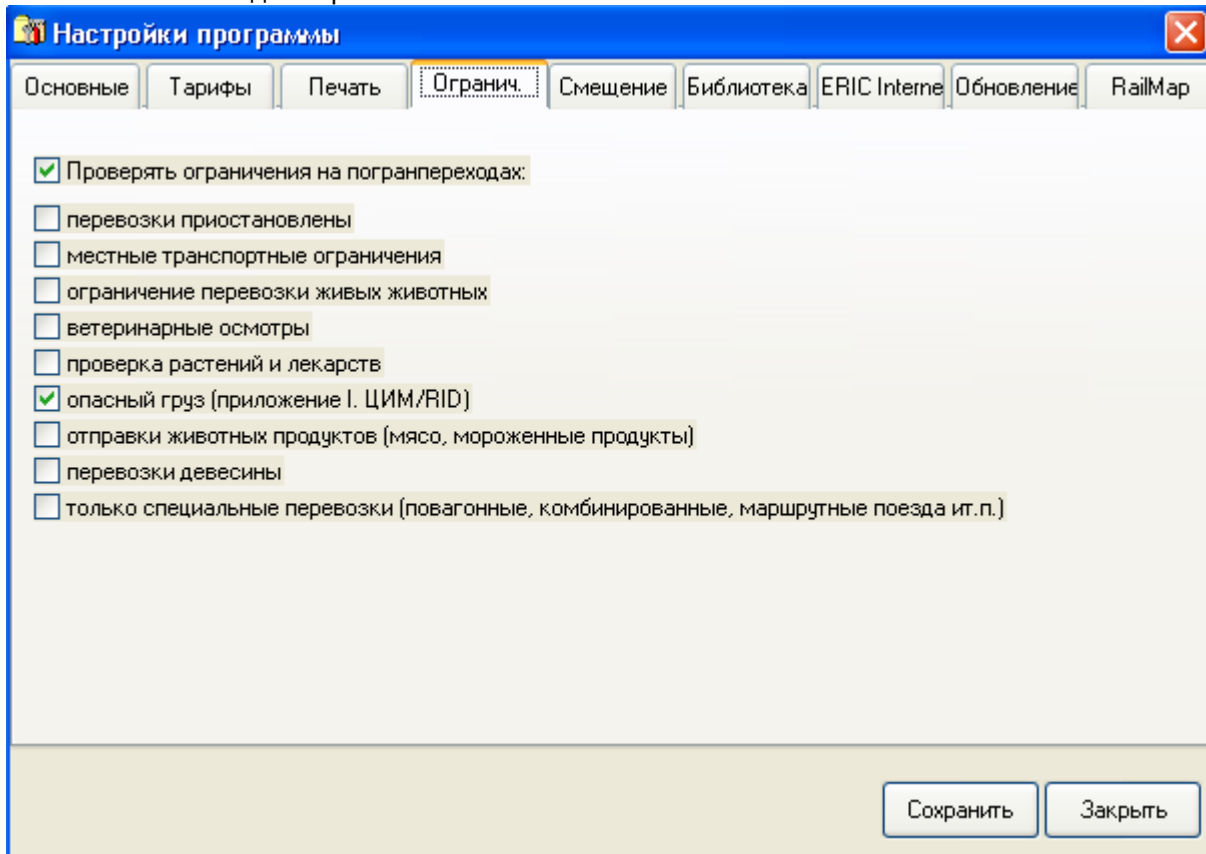 Настройки программы
Основные Тарифы Печать Огранич. Смещение Библиотека ERIC Interne Обновление RailMap
Проверять ограничения на погранпереходах:
перевозки приостановлены
местные транспортные ограничения
ограничение перевозки живых животных
ветеринарные осмотры
проверка растений и лекарств
опасный груз (приложение I. ЦИМ/RID)
отправки животных продуктов (мясо, мороженные продукты)
перевозки девесины
только специальные перевозки (повагонные, комбинированные, маршрутные поезда ит.п.)
Сохранить Закрыть